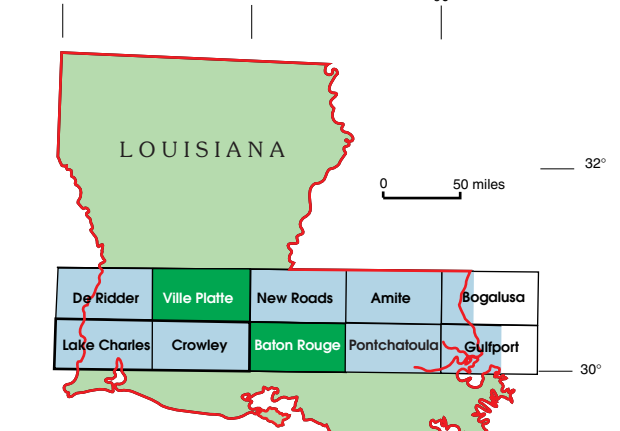 LOUISIANA
32°
0 50 miles
De Ridder Ville Platte New Roads Amite Bogalusa
Lake Charles Crowley Baton Rouge Pontchatoula Gulfport
30°